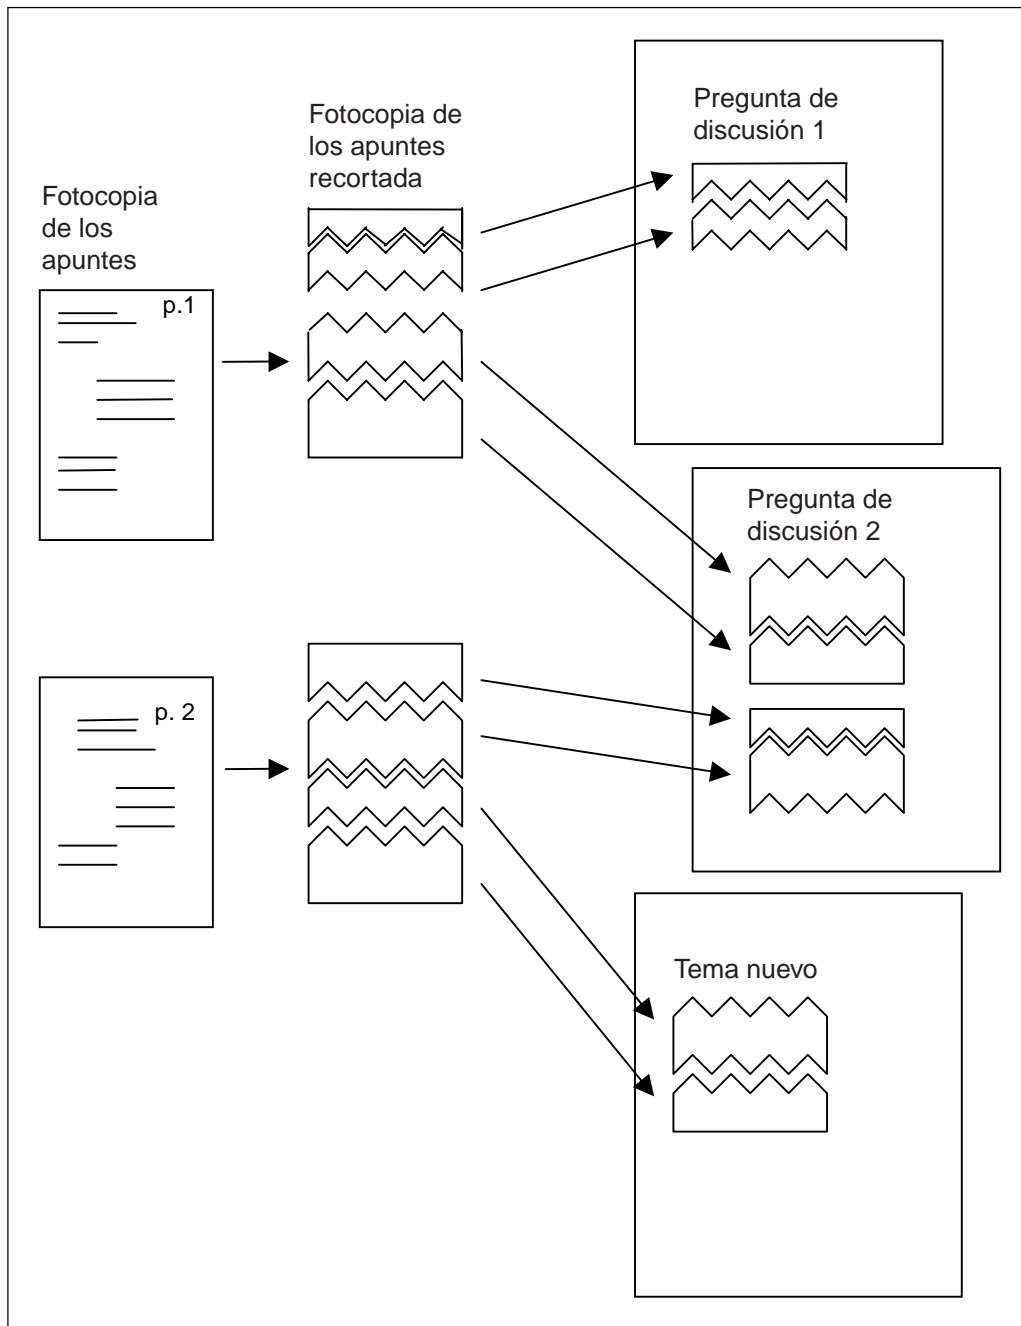 Fotocopia
de los
apuntes
p.1
Fotocopia de
los apuntes
recortada
Pregunta de
discusión 1
Pregunta de
discusión 2
p. 2
Tema nuevo